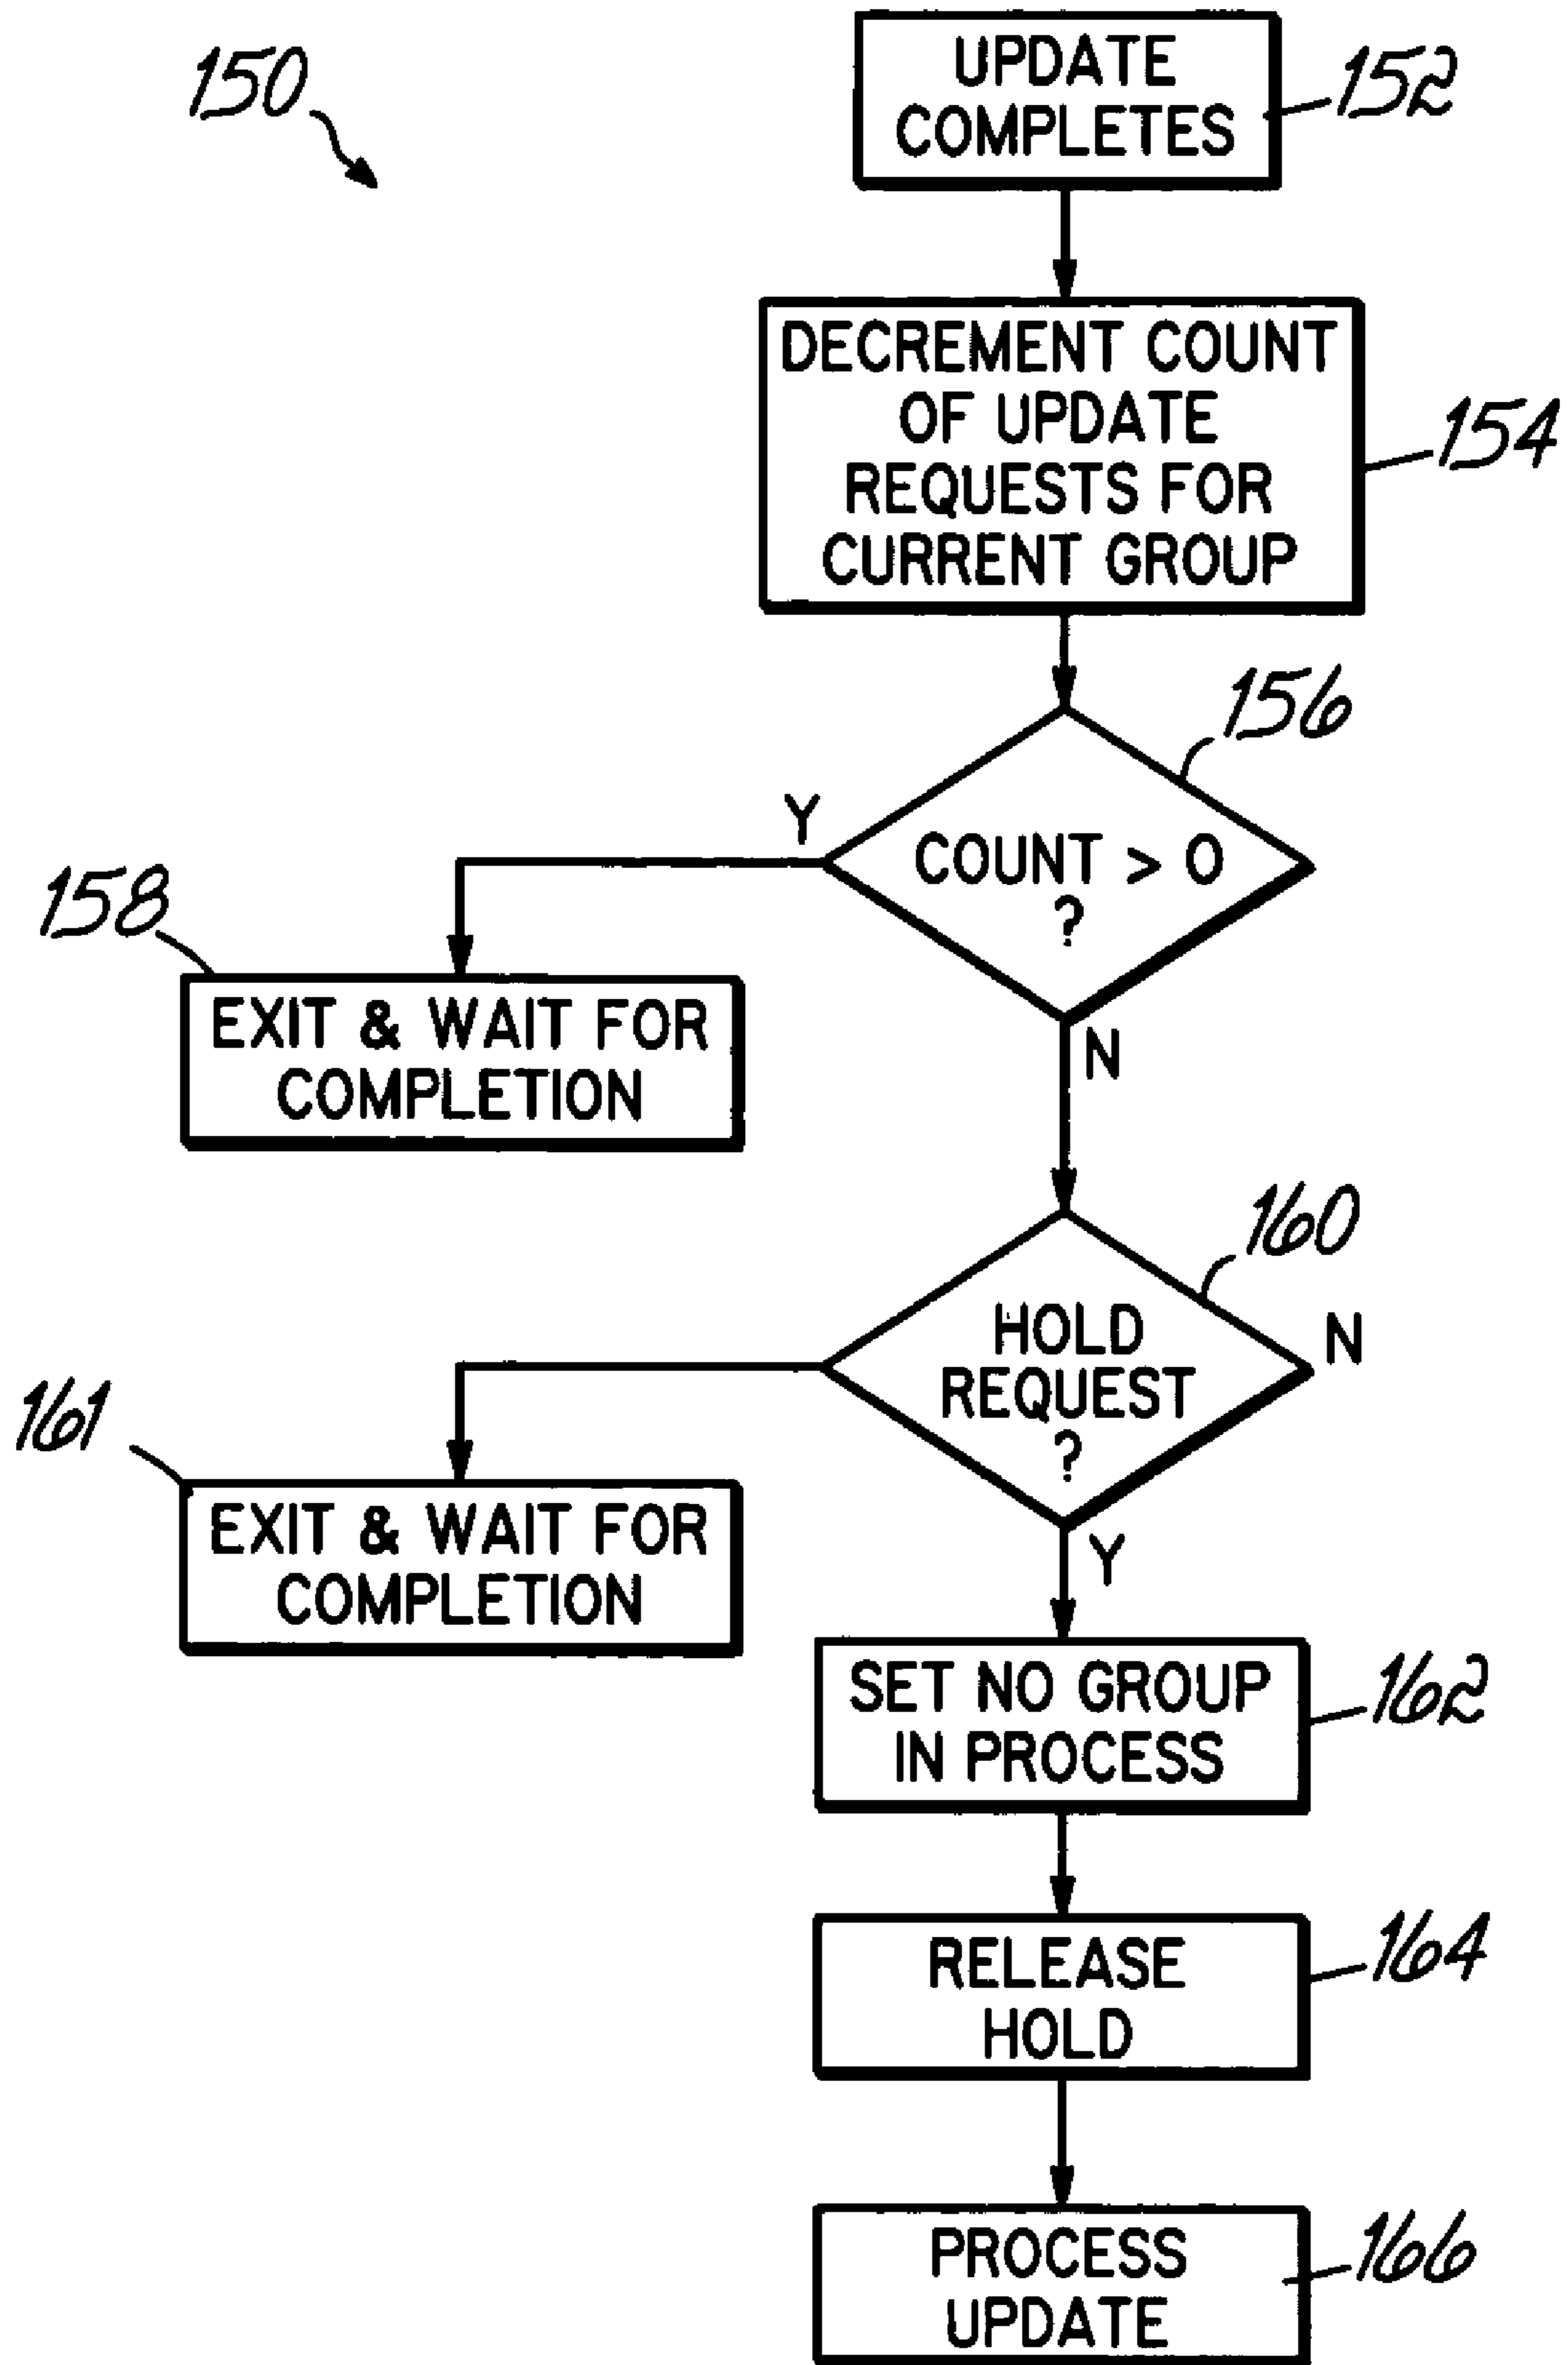 150
UPDATE
COMPLETES
152
DECREMENT COUNT
OF UPDATE
REQUESTS FOR
CURRENT GROUP
154
156
Y
COUNT > 0
?
158
EXIT & WAIT FOR
COMPLETION
N
160
HOLD
REQUEST
?
N
161
EXIT & WAIT FOR
COMPLETION
Y
SET NO GROUP
IN PROCESS
162
RELEASE
HOLD
164
PROCESS
UPDATE
166